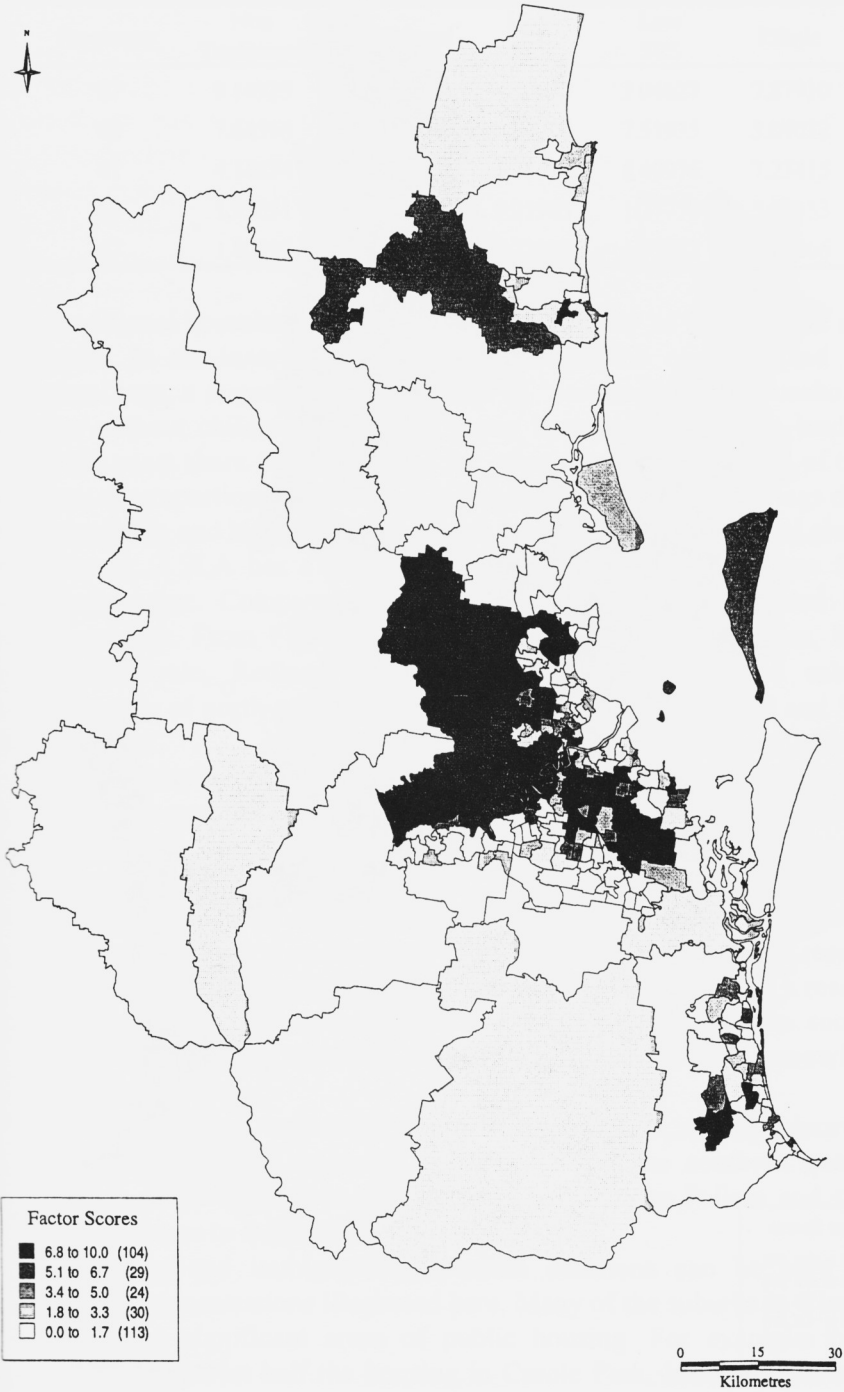 N
Factor Scores
6.8 to 10.0 (104)
5.1 to 6.7 (29)
3.4 to 5.0 (24)
1.8 to 3.3 (30)
0.0 to 1.7 (113)
0 15 30
Kilometres